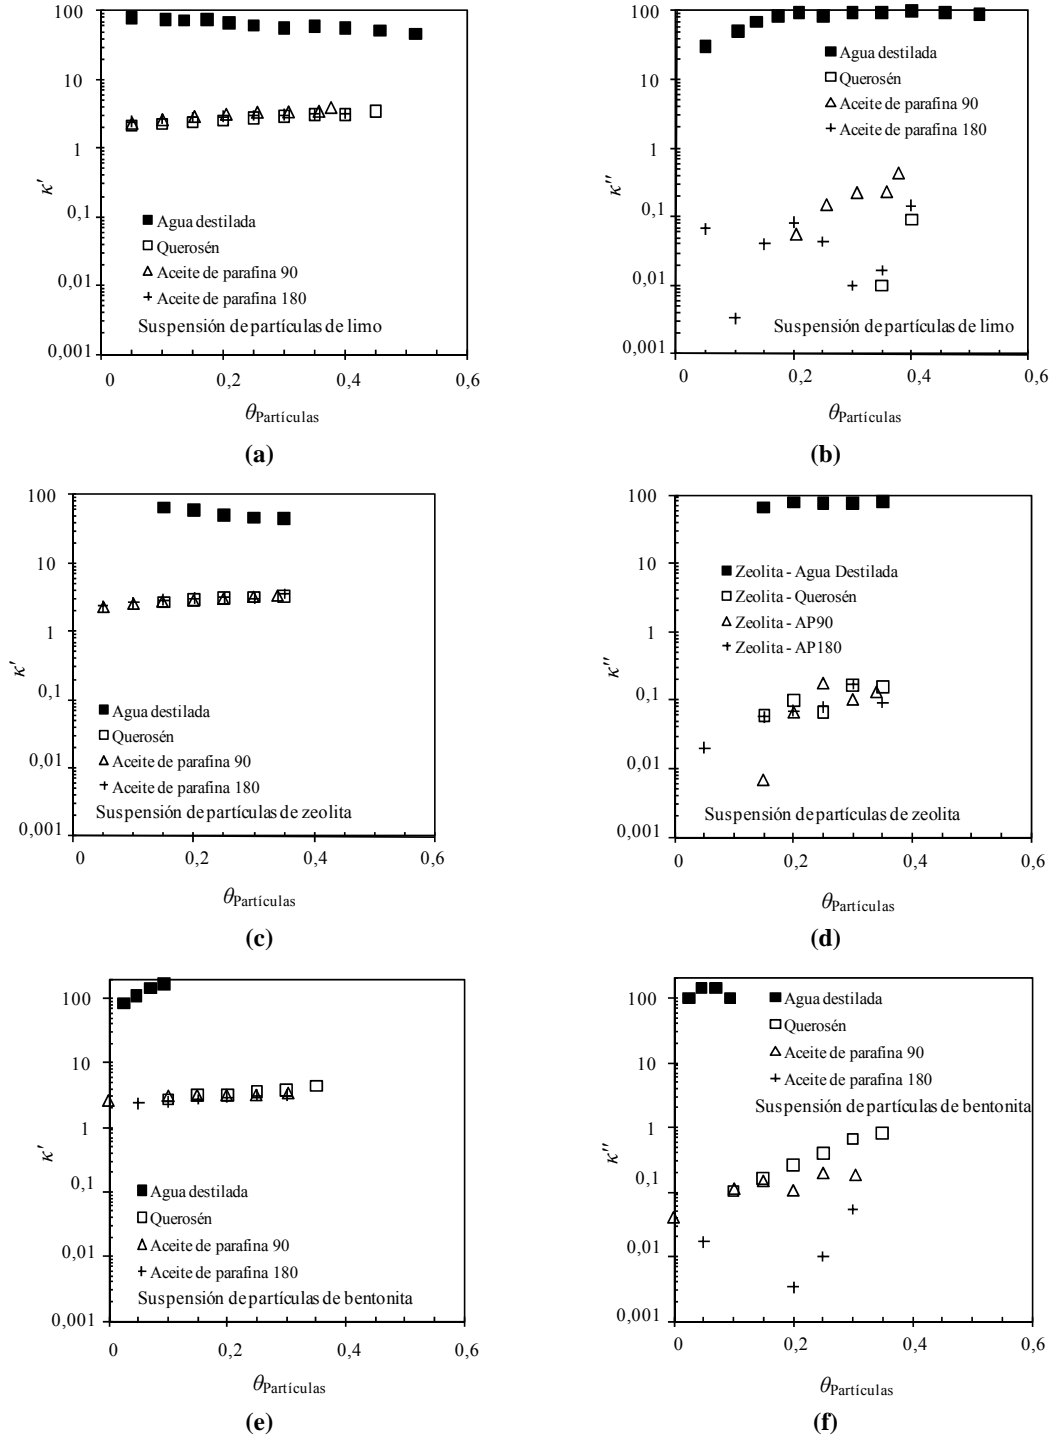 100
10
1
0,1
0,01
0,001
κ'
Agua destilada
Querosén
Aceite de parafina 90
Aceite de parafina 180
Suspensión de partículas de limo
0
0,2
0,4
0,6
θPartículas
(a)
100
10
1
0,1
0,01
0,001
κ''
Agua destilada
Querosén
Aceite de parafina 90
Aceite de parafina 180
Suspensión de partículas de limo
0
0,2
0,4
0,6
θPartículas
(b)
100
10
1
0,1
0,01
0,001
κ'
Agua destilada
Querosén
Aceite de parafina 90
Aceite de parafina 180
Suspensión de partículas de zeolita
0
0,2
0,4
0,6
θPartículas
(c)
100
10
1
0,1
0,01
0,001
κ''
Zeolita - Agua Destilada
Zeolita - Querosén
Zeolita - AP90
Zeolita - AP180
Suspensión de partículas de zeolita
0
0,2
0,4
0,6
θPartículas
(d)
100
10
1
0,1
0,01
0,001
κ'
Agua destilada
Querosén
Aceite de parafina 90
Aceite de parafina 180
Suspensión de partículas de bentonita
0
0,2
0,4
0,6
θPartículas
(e)
100
10
1
0,1
0,01
0,001
κ''
Agua destilada
Querosén
Aceite de parafina 90
Aceite de parafina 180
Suspensión de partículas de bentonita
0
0,2
0,4
0,6
θPartículas
(f)